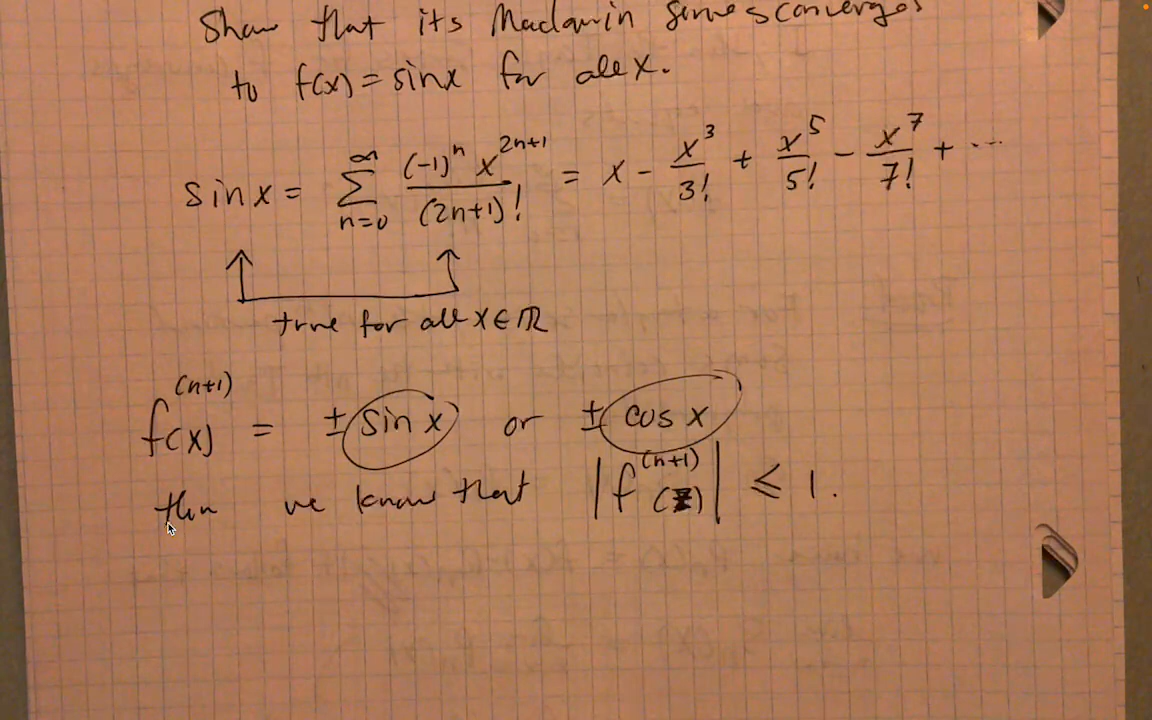 Show that its Maclaurin series converges
to f(x) = sinx for all x.
sin x = ∑_{n=0}^{∞} (-1)^n x^{2n+1} / (2n+1)! = x - x^3/3! + x^5/5! - x^7/7! + ...
true for all x ∈ ℝ
f^{(n+1)}(x) = ± sin x or ± cos x
then we know that |f^{(n+1)}(z)| ≤ 1.